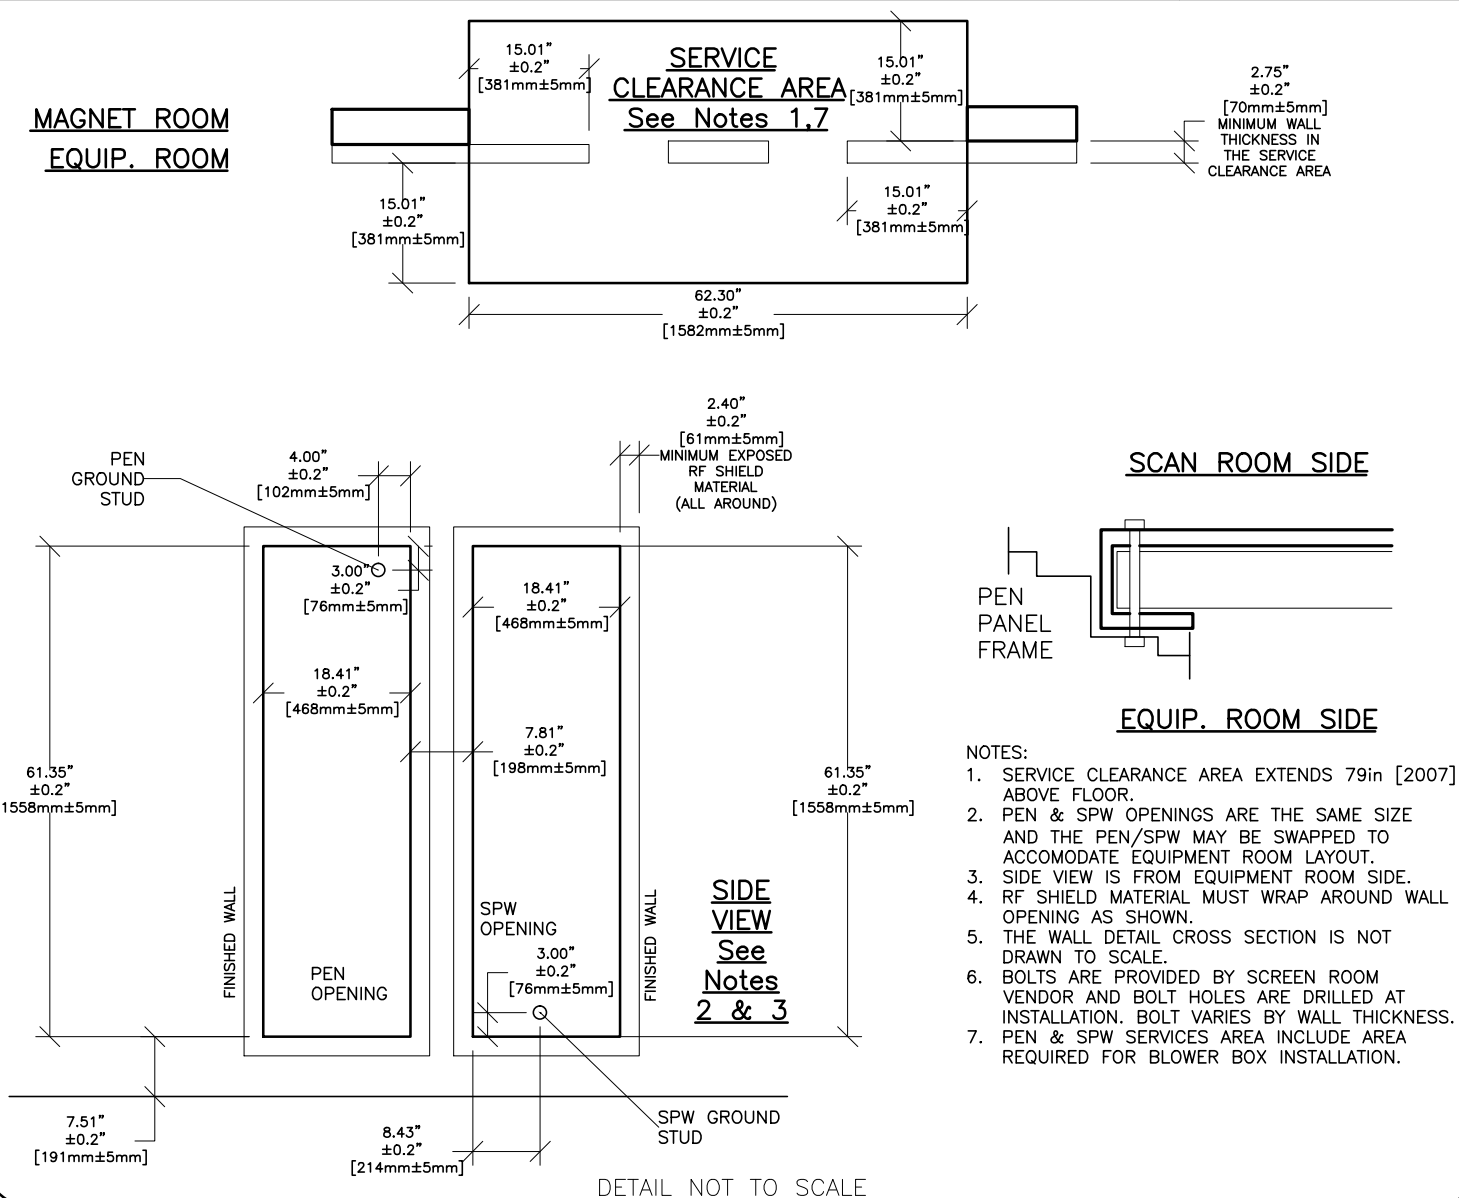 MAGNET ROOM
EQUIP. ROOM
15.01”
±0.2”
[381mm±5mm]
SERVICE
CLEARANCE AREA
See Notes 1,7
15.01”
±0.2”
[381mm±5mm]
2.75”
±0.2”
[70mm±5mm]
MINIMUM WALL
THICKNESS IN
THE SERVICE
CLEARANCE AREA
15.01”
±0.2”
[381mm±5mm]
15.01”
±0.2”
[381mm±5mm]
62.30”
±0.2”
[1582mm±5mm]
PEN
GROUND
STUD
4.00”
±0.2”
[102mm±5mm]
2.40”
±0.2”
[61mm±5mm]
MINIMUM EXPOSED
RF SHIELD
MATERIAL
(ALL AROUND)
3.00”
±0.2”
[76mm±5mm]
18.41”
±0.2”
[468mm±5mm]
18.41”
±0.2”
[468mm±5mm]
7.81”
±0.2”
[198mm±5mm]
61.35”
±0.2”
1558mm±5mm]
61.35”
±0.2”
[1558mm±5mm]
FINISHED WALL
PEN
OPENING
SPW
OPENING
3.00”
±0.2”
[76mm±5mm]
FINISHED WALL
SIDE
VIEW
See
Notes
2 & 3
7.51”
±0.2”
[191mm±5mm]
8.43”
±0.2”
[214mm±5mm]
SPW GROUND
STUD
DETAIL NOT TO SCALE
SCAN ROOM SIDE
PEN
PANEL
FRAME
EQUIP. ROOM SIDE
NOTES:
1. SERVICE CLEARANCE AREA EXTENDS 79in [2007]
ABOVE FLOOR.
2. PEN & SPW OPENINGS ARE THE SAME SIZE
AND THE PEN/SPW MAY BE SWAPPED TO
ACCOMODATE EQUIPMENT ROOM LAYOUT.
3. SIDE VIEW IS FROM EQUIPMENT ROOM SIDE.
4. RF SHIELD MATERIAL MUST WRAP AROUND WALL
OPENING AS SHOWN.
5. THE WALL DETAIL CROSS SECTION IS NOT
DRAWN TO SCALE.
6. BOLTS ARE PROVIDED BY SCREEN ROOM
VENDOR AND BOLT HOLES ARE DRILLED AT
INSTALLATION. BOLT VARIES BY WALL THICKNESS.
7. PEN & SPW SERVICES AREA INCLUDE AREA
REQUIRED FOR BLOWER BOX INSTALLATION.